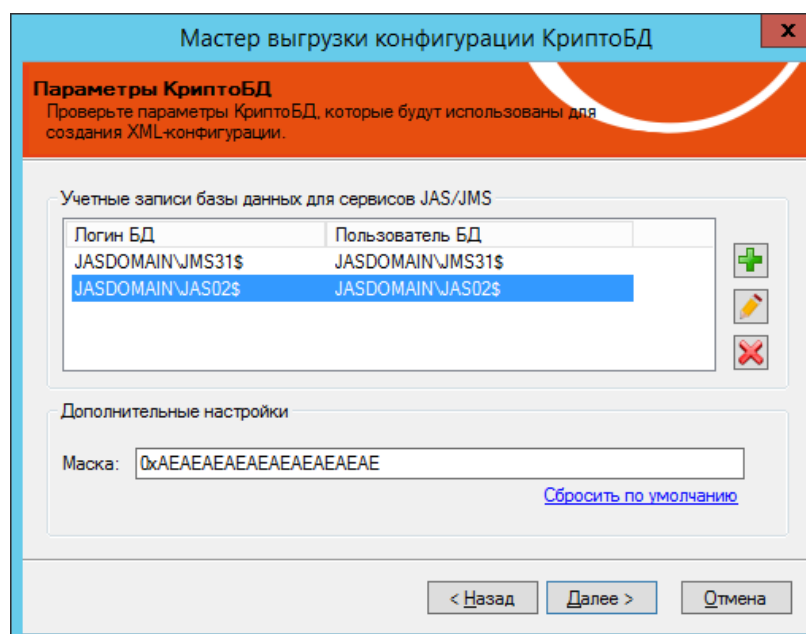 Мастер выгрузки конфигурации КриптоБД
x
Параметры КриптоБД
Проверьте параметры КриптоБД, которые будут использованы для
создания XML-конфигурации.
Учетные записи базы данных для сервисов JAS/JMS
Логин БД Пользователь БД
JASDOMAIN\JMS31$ JASDOMAIN\JMS31$
JASDOMAIN\JAS02$ JASDOMAIN\JAS02$
Дополнительные настройки
Маска: 0xAEAEAEAEAEAEAEAEAEAE
Сбросить по умолчанию
< Назад Далее > Отмена